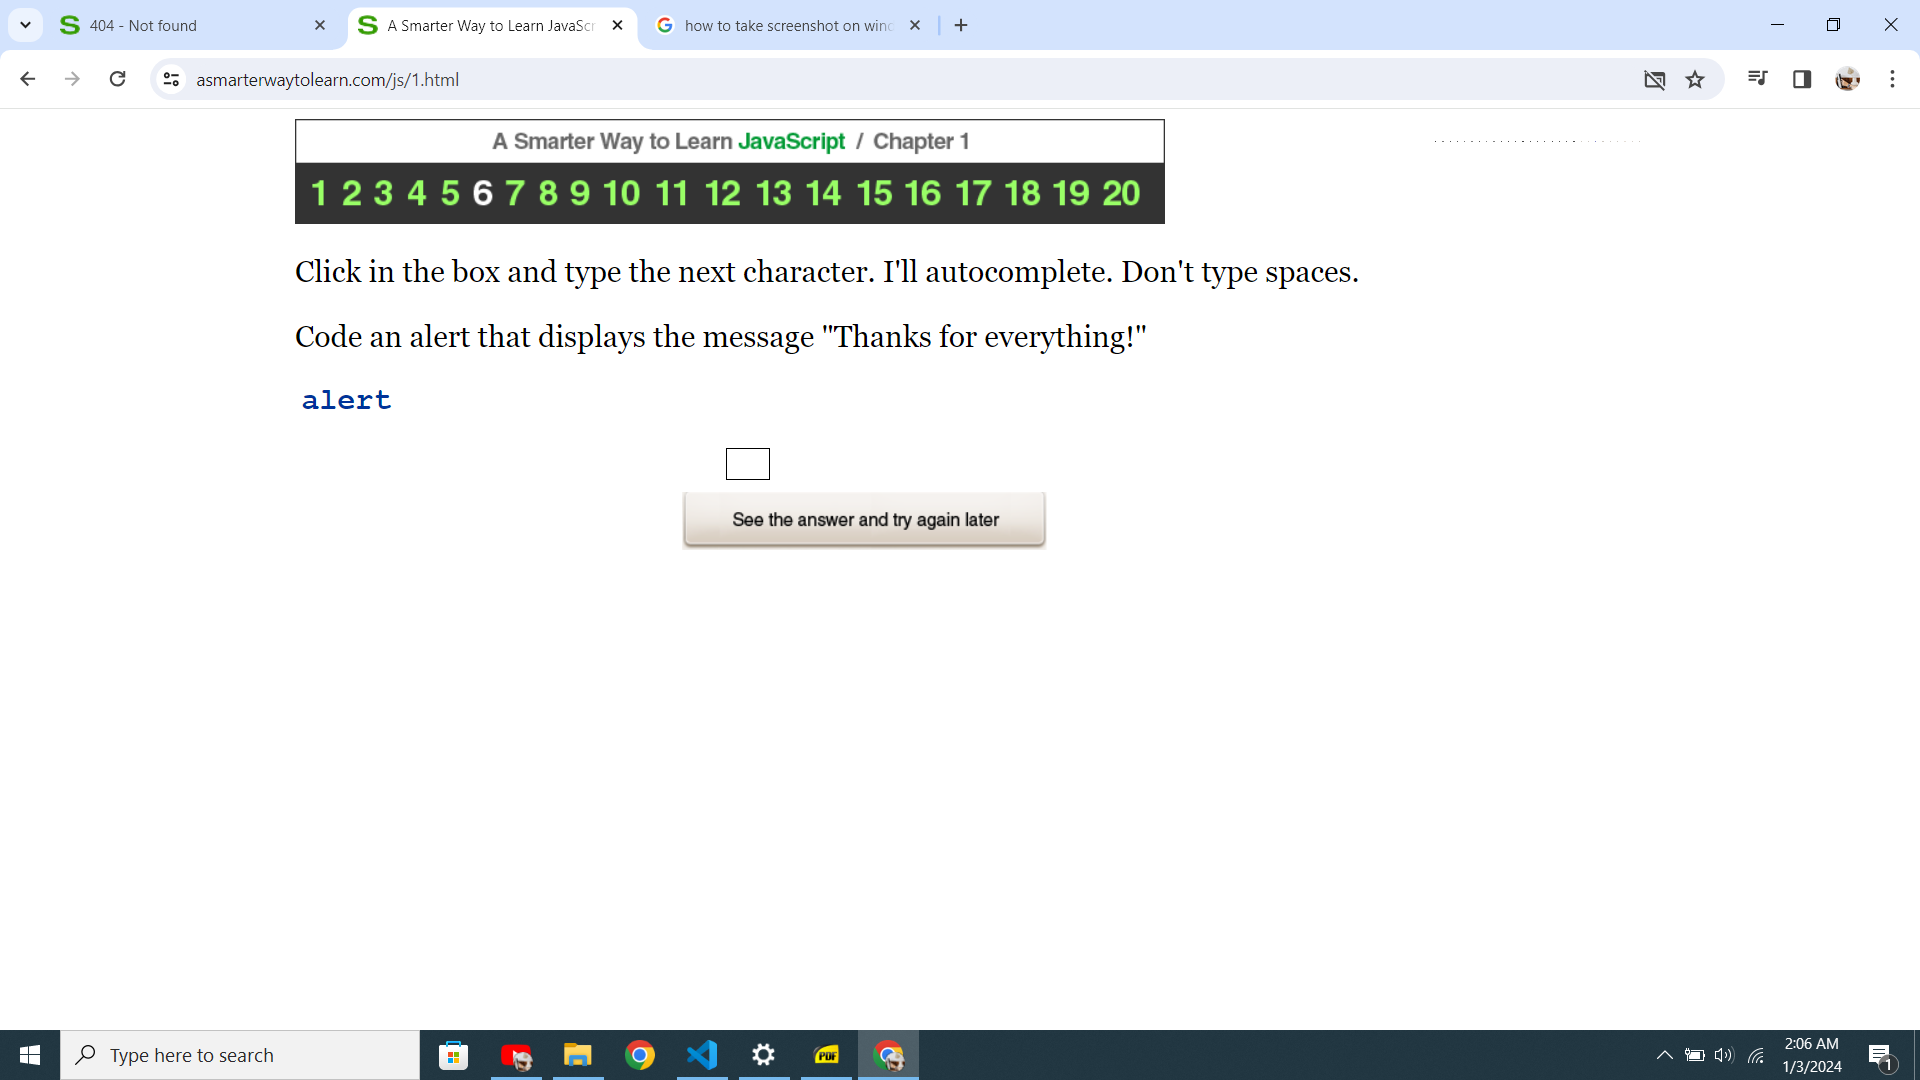 404 - Not found
A Smarter Way to Learn JavaScr
how to take screenshot on wind
asmarterwaytolearn.com/js/1.html
A Smarter Way to Learn JavaScript / Chapter 1
1 2 3 4 5 6 7 8 9 10 11 12 13 14 15 16 17 18 19 20
Click in the box and type the next character. I'll autocomplete. Don't type spaces.
Code an alert that displays the message "Thanks for everything!"
alert
See the answer and try again later
Type here to search
PDF
2:06 AM
1/3/2024
1